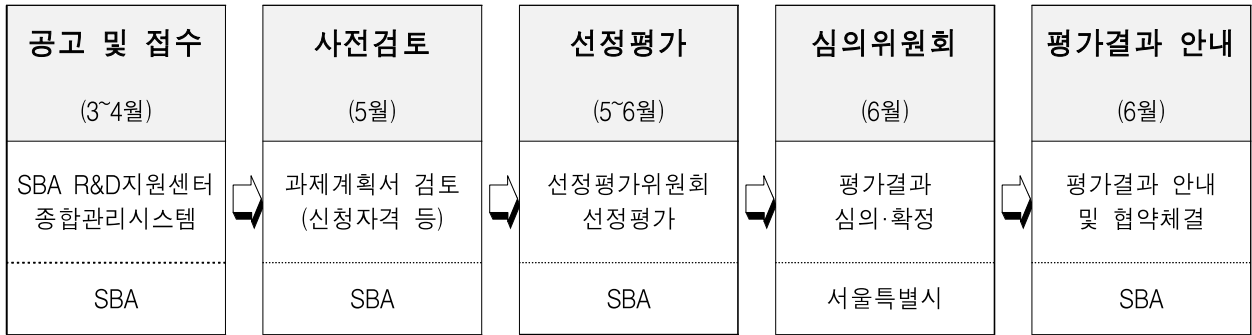 공고 및 접수
(3~4월)
SBA R&D지원센터
종합관리시스템
SBA
사전검토
(5월)
과제계획서 검토
(신청자격 등)
SBA
선정평가
(5~6월)
선정평가위원회
선정평가
SBA
심의위원회
(6월)
평가결과
심의·확정
서울특별시
평가결과 안내
(6월)
평가결과 안내
및 협약체결
SBA